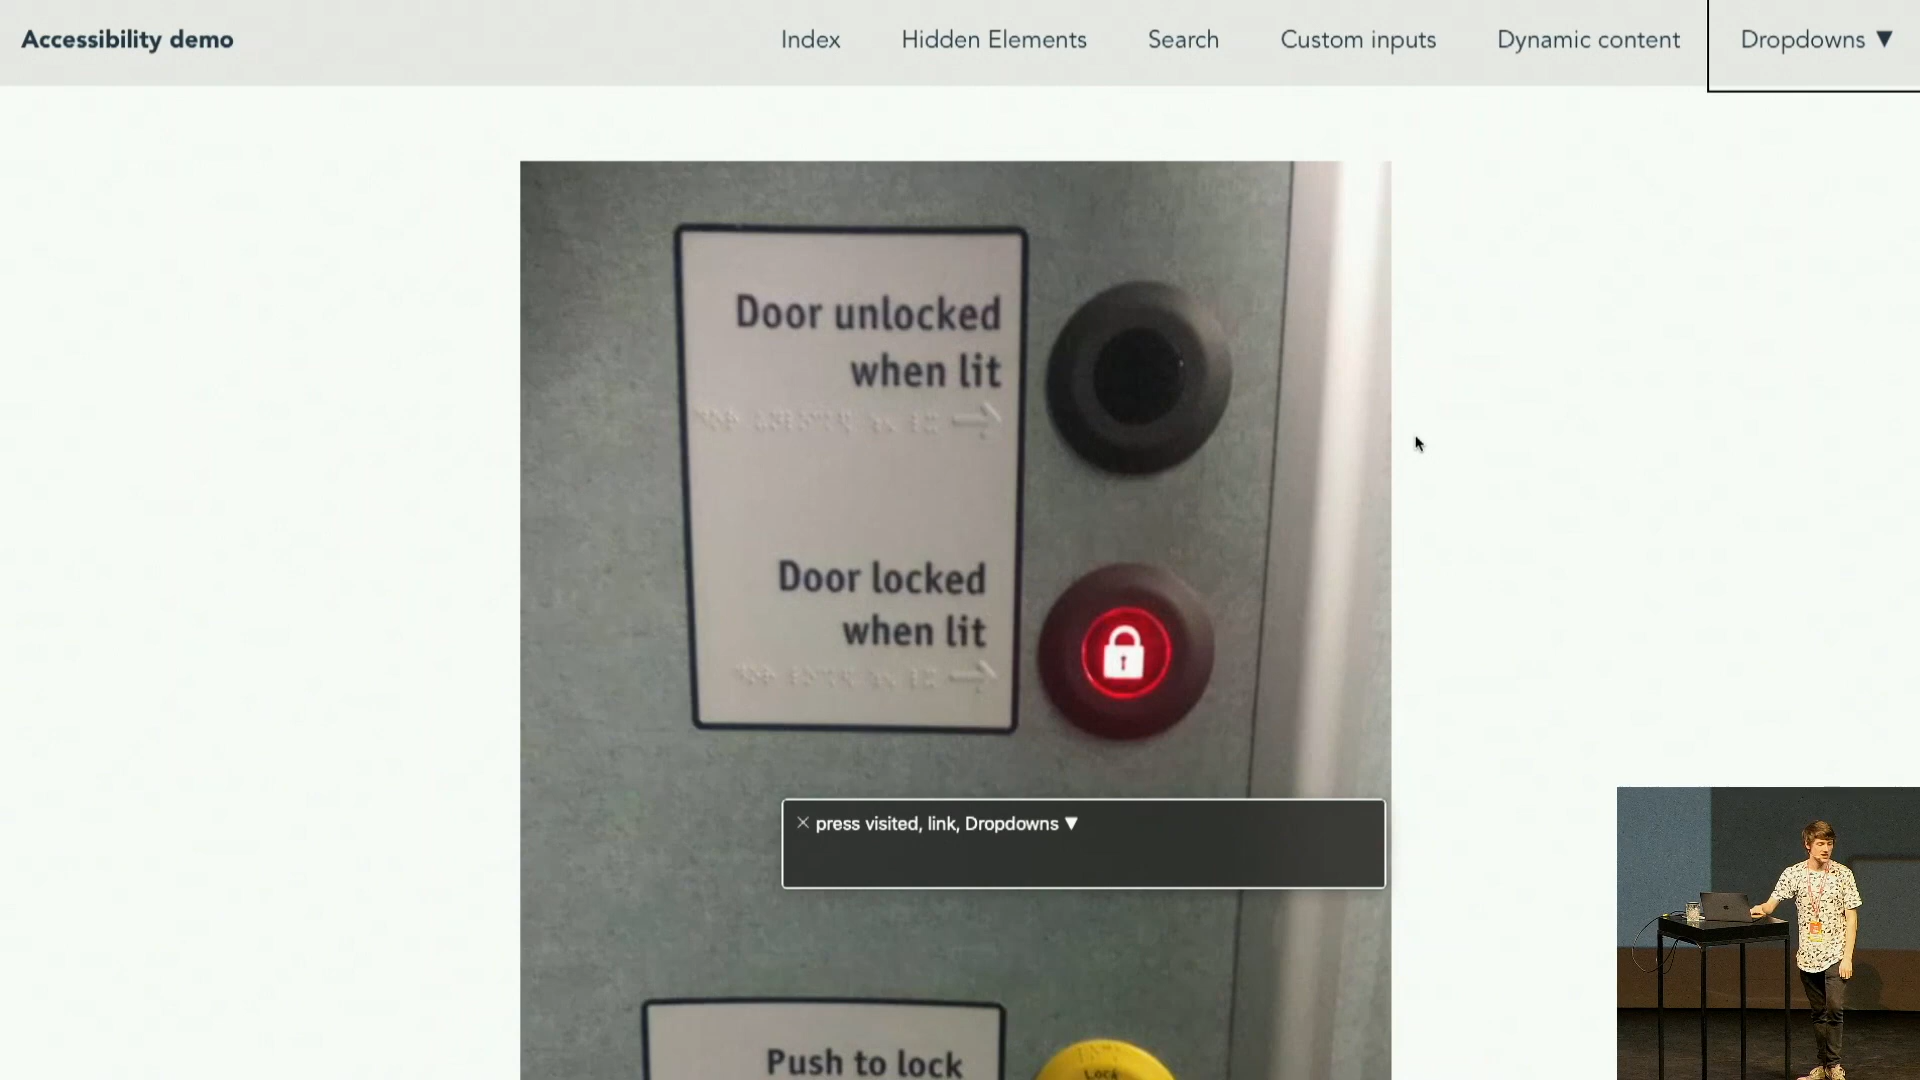 Accessibility demo
Index
Hidden Elements
Search
Custom inputs
Dynamic content
Dropdowns ▼
Door unlocked
when lit
Door locked
when lit
× press visited, link, Dropdowns ▼
Push to lock
Lock